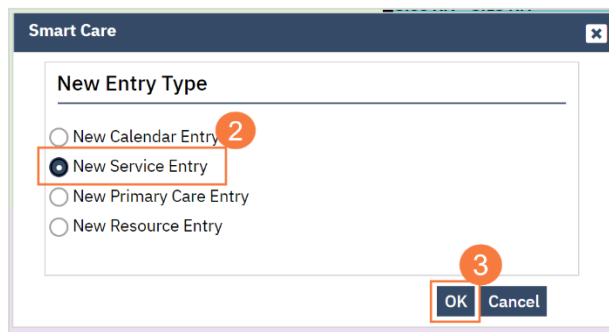 Smart Care
New Entry Type
New Calendar Entry
2
New Service Entry
New Primary Care Entry
New Resource Entry
3
OK Cancel